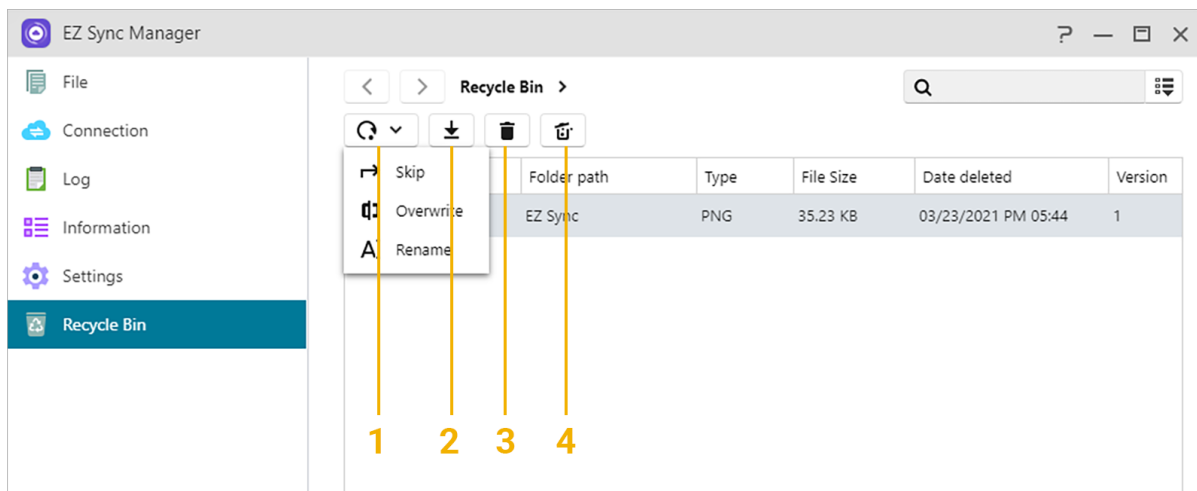 EZ Sync Manager
File
Connection
Log
Information
Settings
Recycle Bin
Recycle Bin
Skip
Overwrite
Rename
Folder path Type File Size Date deleted Version
EZ Sync PNG 35.23 KB 03/23/2021 PM 05:44 1
1 2 3 4